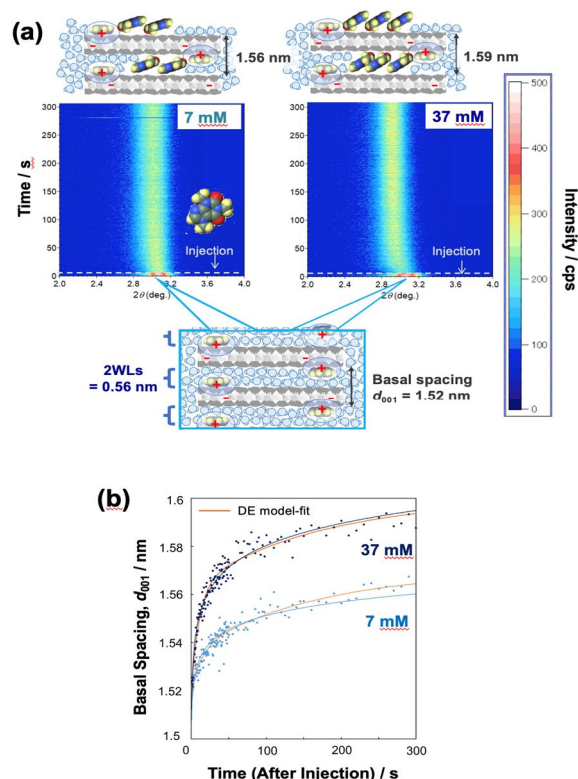 (a)
1.56 nm
1.59 nm
+
+
+
-
-
-
+
+
+
-
-
-
Time / s
300
250
200
150
100
50
0
7 mM
Injection
2.0
2.4
2.8
3.2
3.6
4.0
2ϑ (deg.)
37 mM
Injection
2.0
2.4
2.8
3.2
3.6
4.0
2ϑ (deg.)
500
400
300
200
100
0
Intensity / cps
2WLs
= 0.56 nm
+
+
+
+
+
-
-
-
-
Basal spacing
d001 = 1.52 nm
(b)
Basal Spacing, d001 / nm
1.6
1.58
1.56
1.54
1.52
1.5
DE model-fit
37 mM
7 mM
0
100
200
300
Time (After Injection) / s